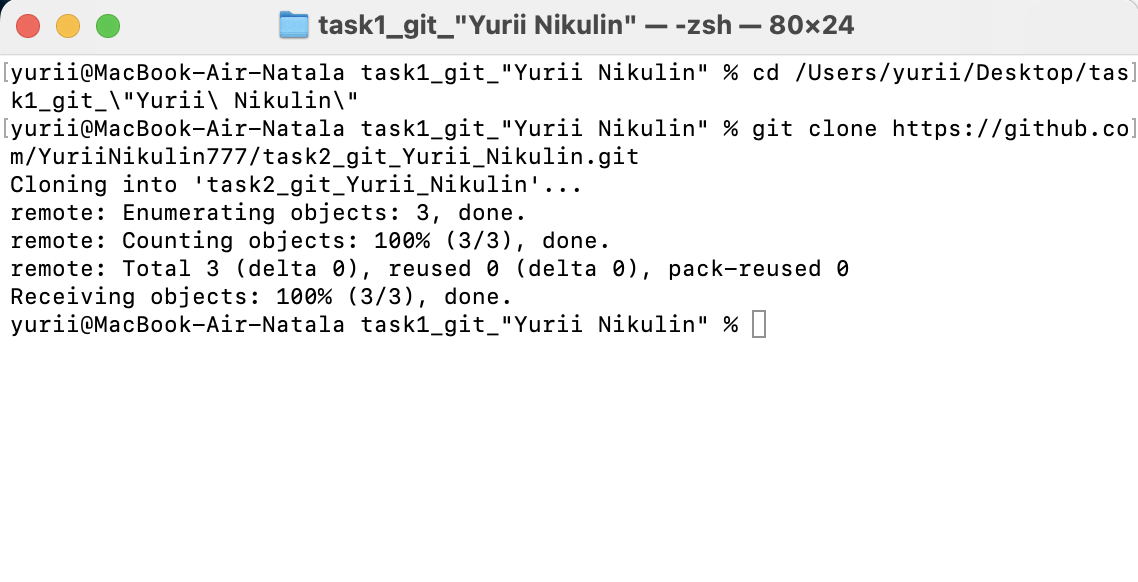 task1_git_"Yurii Nikulin" — -zsh — 80×24
[yurii@MacBook-Air-Natala task1_git_"Yurii Nikulin" % cd /Users/yurii/Desktop/tas]
k1_git_\"Yurii\ Nikulin\"
[yurii@MacBook-Air-Natala task1_git_"Yurii Nikulin" % git clone https://github.co]
m/YuriiNikulin777/task2_git_Yurii_Nikulin.git
Cloning into 'task2_git_Yurii_Nikulin'...
remote: Enumerating objects: 3, done.
remote: Counting objects: 100% (3/3), done.
remote: Total 3 (delta 0), reused 0 (delta 0), pack-reused 0
Receiving objects: 100% (3/3), done.
yurii@MacBook-Air-Natala task1_git_"Yurii Nikulin" %